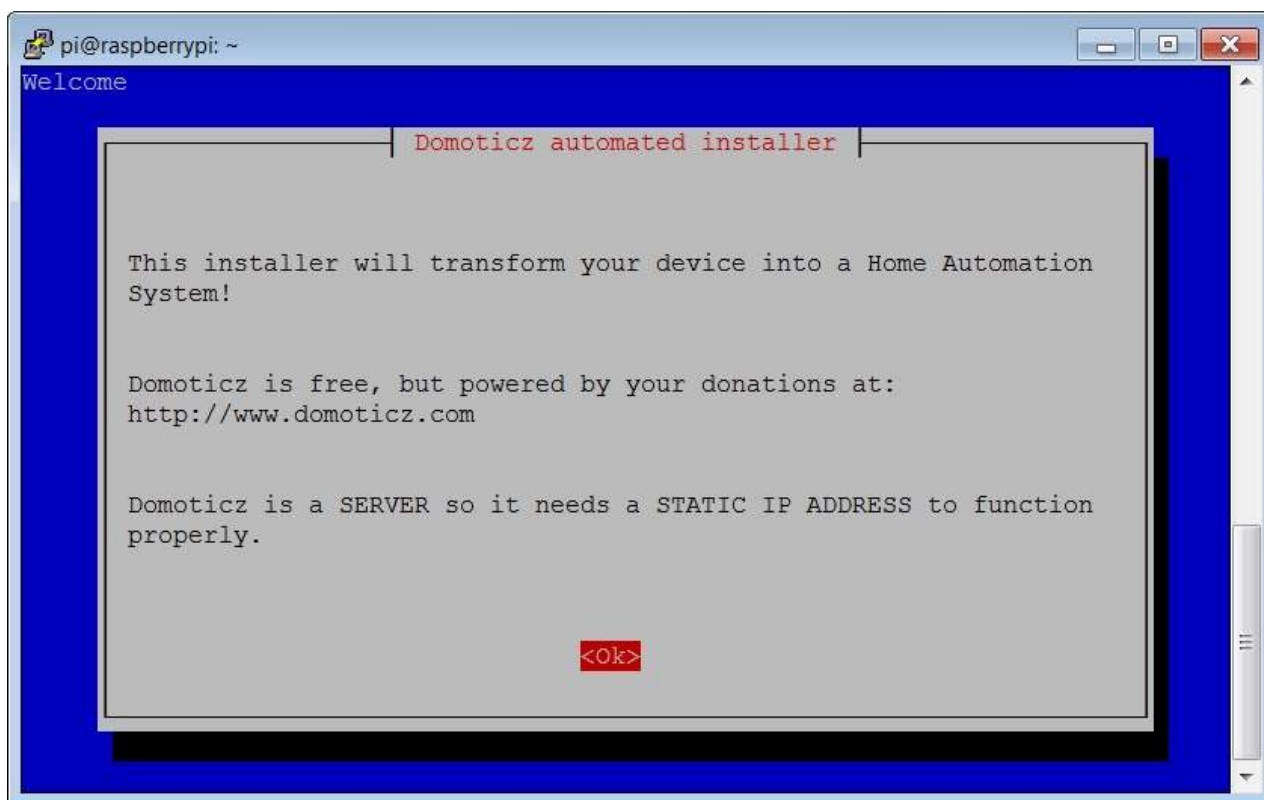 pi@raspberrypi: ~
Welcome
Domoticz automated installer
This installer will transform your device into a Home Automation
System!
Domoticz is free, but powered by your donations at:
http://www.domoticz.com
Domoticz is a SERVER so it needs a STATIC IP ADDRESS to function
properly.
<Ok>